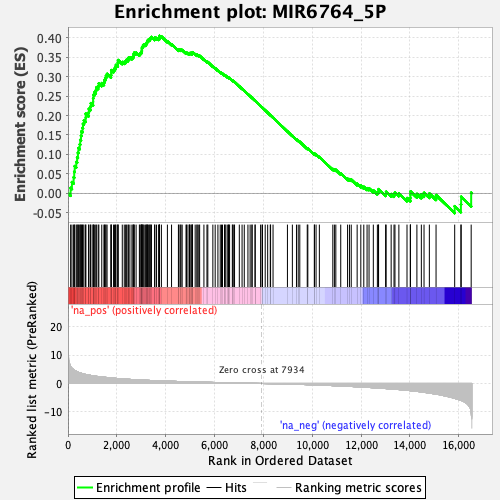 Enrichment plot: MIR6764_5P
Enrichment score (ES)
0.40
0.35
0.30
0.25
0.20
0.15
0.10
0.05
0.00
-0.05
'na_pos' (positively correlated)
Ranked list metric (PreRanked)
20
10
0
-10
Zero cross at 7934
'na_neg' (negatively correlated)
0 2,000 4,000 6,000 8,000 10,000 12,000 14,000 16,000
Rank in Ordered Dataset
Enrichment profile Hits Ranking metric scores